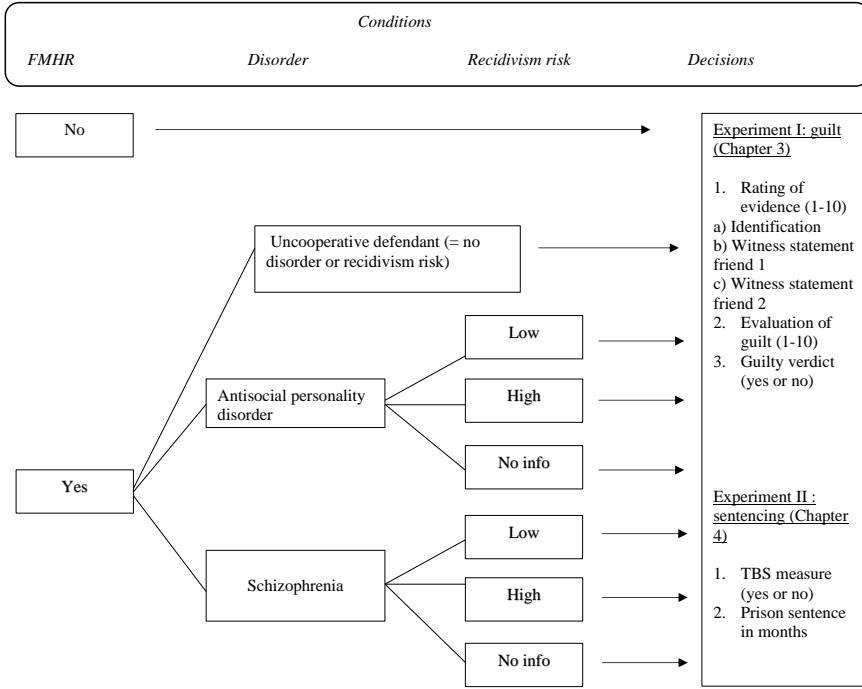 Conditions
FMHR Disorder Recidivism risk Decisions
No
Experiment I: guilt
(Chapter 3)
1. Rating of
evidence (1-10)
a) Identification
b) Witness statement
friend 1
c) Witness statement
friend 2
2. Evaluation of
guilt (1-10)
3. Guilty verdict
(yes or no)
Uncooperative defendant (= no
disorder or recidivism risk)
Low
Antisocial personality
disorder
High
No info
Yes
Experiment II :
sentencing (Chapter
4)
1. TBS measure
(yes or no)
2. Prison sentence
in months
Low
Schizophrenia
High
No info